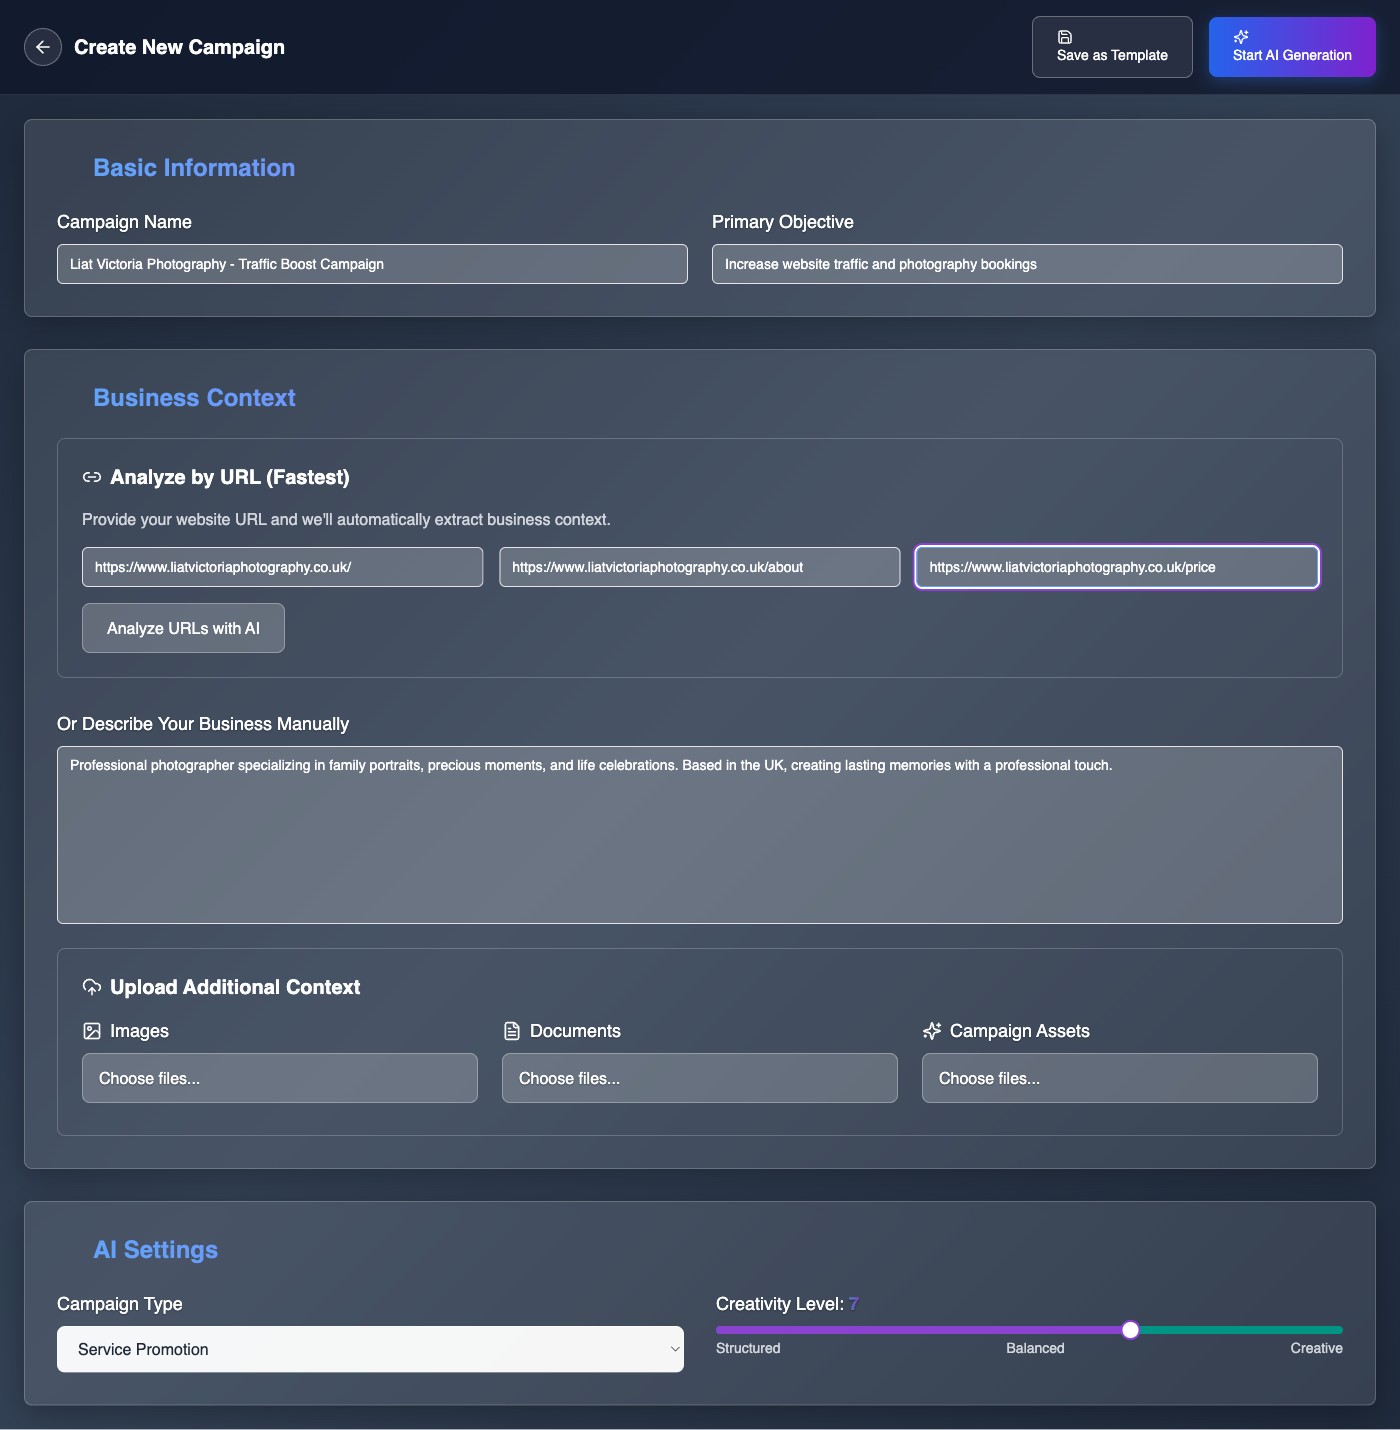 Create New Campaign
Save as Template
Start AI Generation
Basic Information
Campaign Name
Primary Objective
Liat Victoria Photography - Traffic Boost Campaign
Increase website traffic and photography bookings
Business Context
Analyze by URL (Fastest)
Provide your website URL and we'll automatically extract business context.
https://www.liatvictoriaphotography.co.uk/
https://www.liatvictoriaphotography.co.uk/about
https://www.liatvictoriaphotography.co.uk/price
Analyze URLs with AI
Or Describe Your Business Manually
Professional photographer specializing in family portraits, precious moments, and life celebrations. Based in the UK, creating lasting memories with a professional touch.
Upload Additional Context
Images
Documents
Campaign Assets
Choose files...
Choose files...
Choose files...
AI Settings
Campaign Type
Creativity Level: 7
Service Promotion
Structured
Balanced
Creative